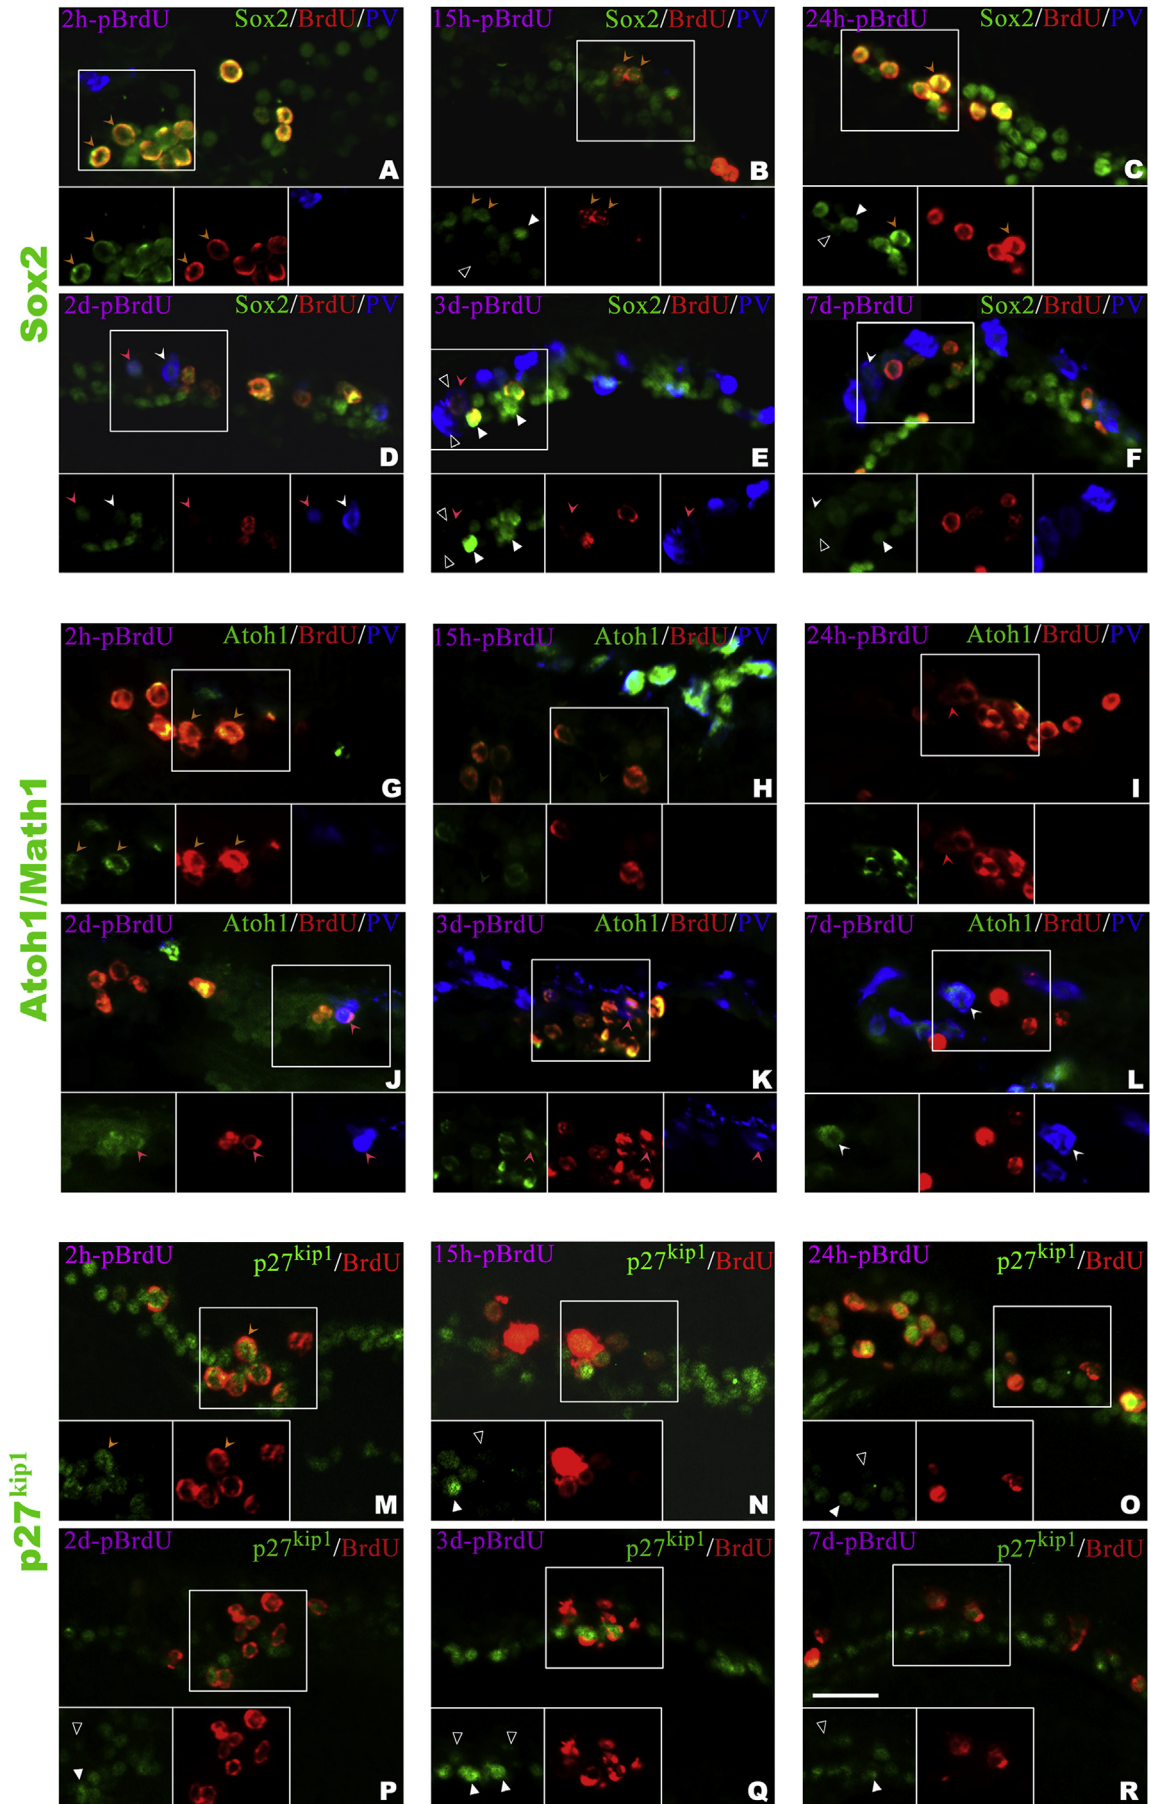 Sox2
2h-pBrdU Sox2/BrdU/PV
A
15h-pBrdU Sox2/BrdU/PV
B
24h-pBrdU Sox2/BrdU/PV
C
2d-pBrdU Sox2/BrdU/PV
D
3d-pBrdU Sox2/BrdU/PV
E
7d-pBrdU Sox2/BrdU/PV
F
Atoh1/Math1
2h-pBrdU Atoh1/BrdU/PV
G
15h-pBrdU Atoh1/BrdU/PV
H
24h-pBrdU Atoh1/BrdU/PV
I
2d-pBrdU Atoh1/BrdU/PV
J
3d-pBrdU Atoh1/BrdU/PV
K
7d-pBrdU Atoh1/BrdU/PV
L
p27kip1
2h-pBrdU p27kip1/BrdU
M
15h-pBrdU p27kip1/BrdU
N
24h-pBrdU p27kip1/BrdU
O
2d-pBrdU p27kip1/BrdU
P
3d-pBrdU p27kip1/BrdU
Q
7d-pBrdU p27kip1/BrdU
R